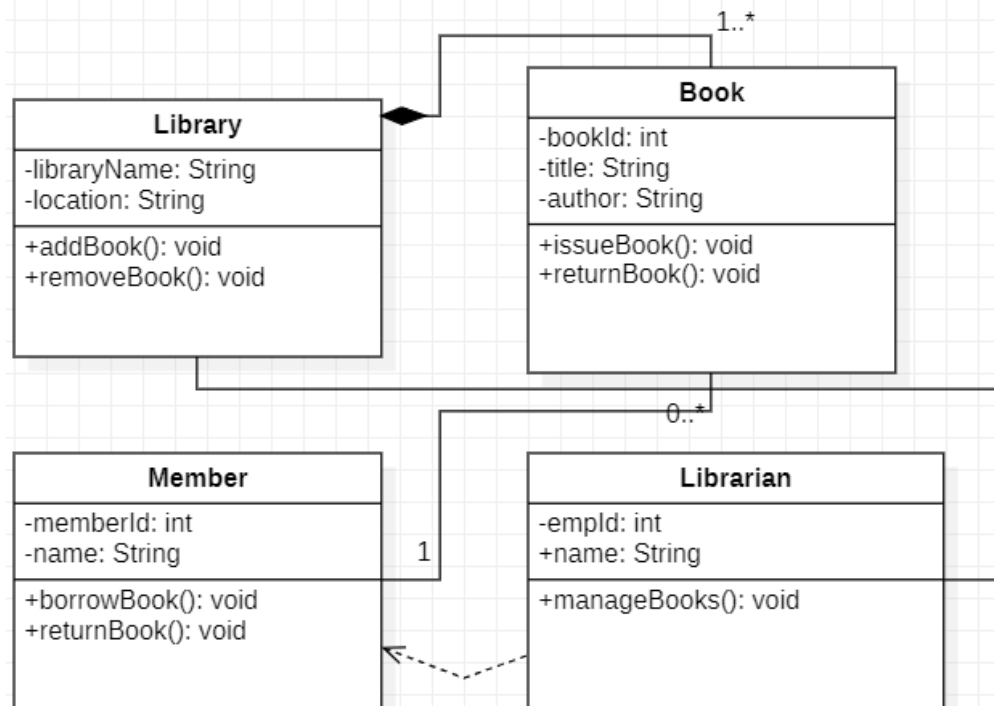 1..*
Library
-libraryName: String
-location: String
+addBook(): void
+removeBook(): void
Book
-bookId: int
-title: String
-author: String
+issueBook(): void
+returnBook(): void
0..*
Member
-memberId: int
-name: String
+borrowBook(): void
+returnBook(): void
1
Librarian
-empId: int
+name: String
+manageBooks(): void